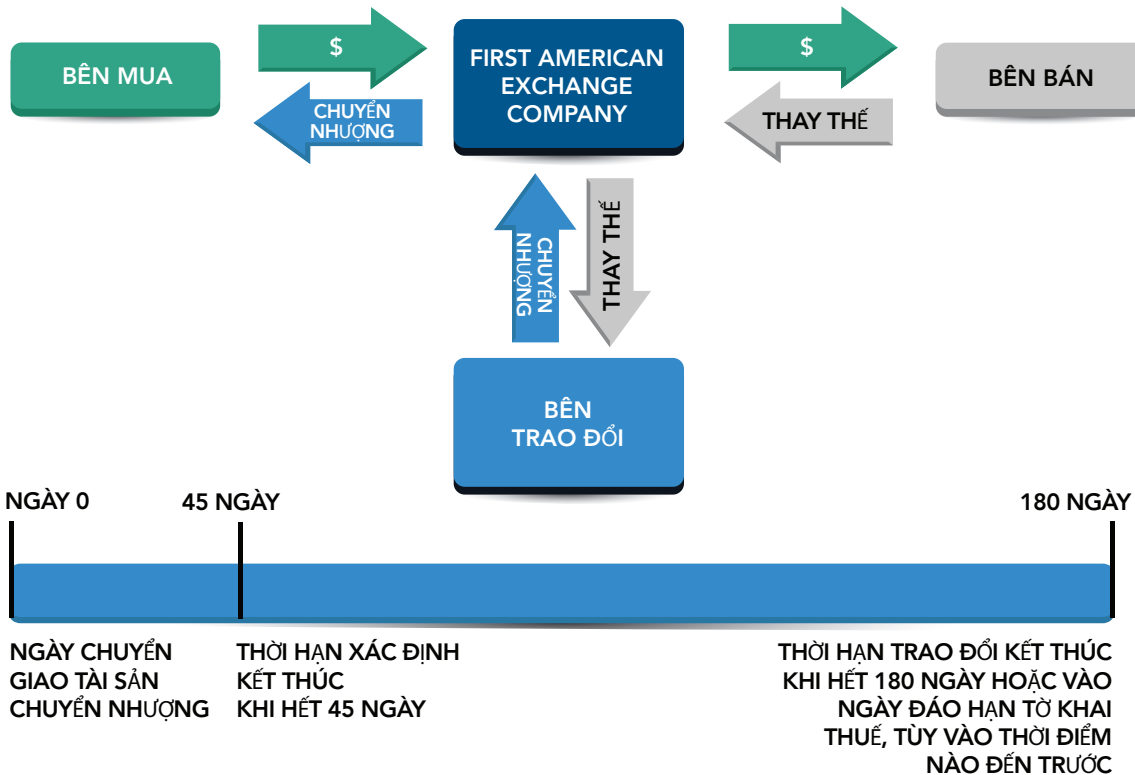 BÊN MUA
$
CHUYỂN
NHƯỢNG
FIRST AMERICAN
EXCHANGE
COMPANY
$
THAY THẾ
BÊN BÁN
CHUYỂN
NHƯỢNG
THAY THẾ
BÊN
TRAO ĐỔI
NGÀY 0
45 NGÀY
180 NGÀY
NGÀY CHUYỂN
GIAO TÀI SẢN
CHUYỂN NHƯỢNG
THỜI HẠN XÁC ĐỊNH
KẾT THÚC
KHI HẾT 45 NGÀY
THỜI HẠN TRAO ĐỔI KẾT THÚC
KHI HẾT 180 NGÀY HOẶC VÀO
NGÀY ĐÁO HẠN TỜ KHAI
THUẾ, TÙY VÀO THỜI ĐIỂM
NÀO ĐẾN TRƯỚC